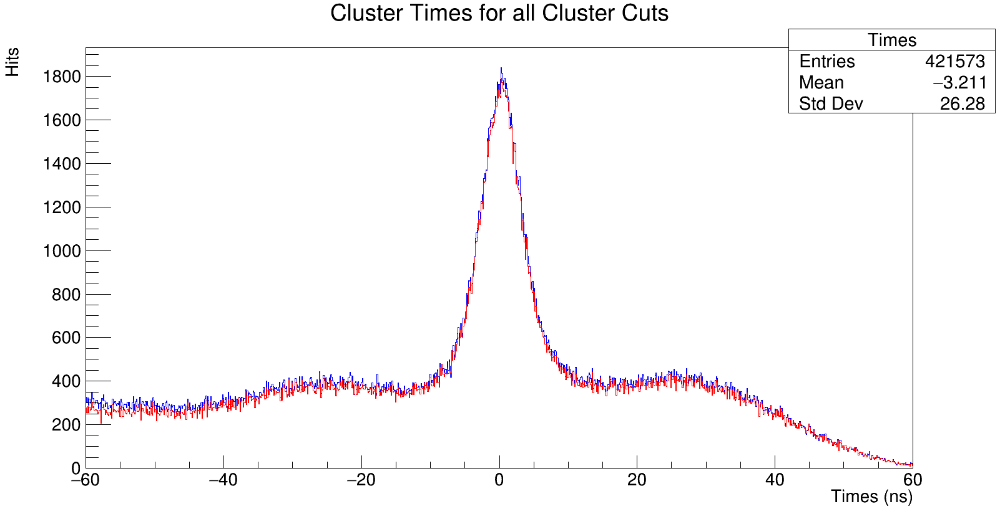 Cluster Times for all Cluster Cuts
Hits
Times
Entries 421573
Mean −3.211
Std Dev 26.28
1800
1600
1400
1200
1000
800
600
400
200
0
−60 −40 −20 0 20 40 60
Times (ns)